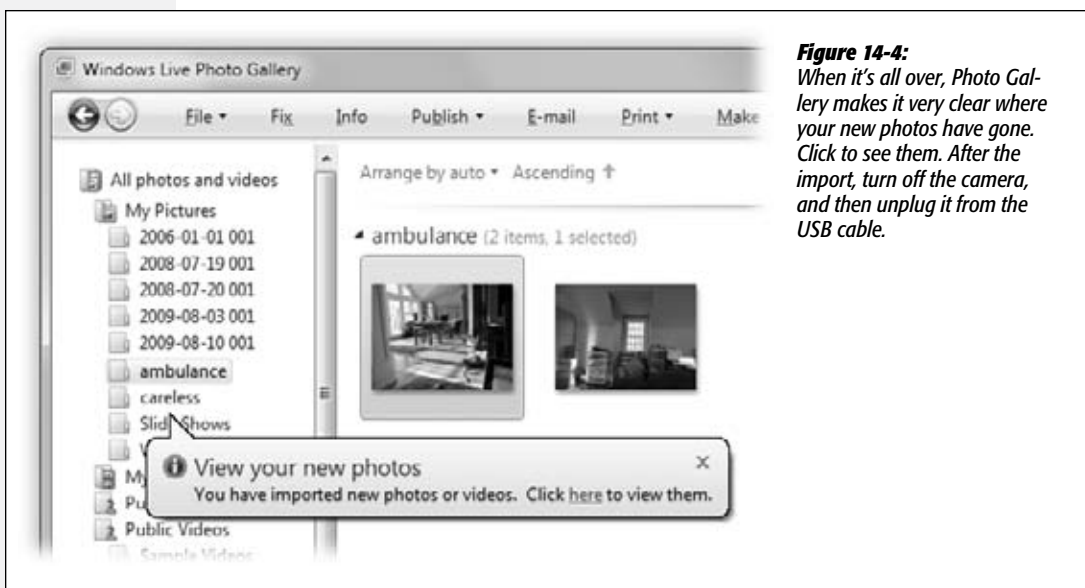 Windows Live Photo Gallery
File Fix Info Publish E-mail Print Make
All photos and videos
My Pictures
2006-01-01 001
2008-07-19 001
2008-07-20 001
2009-08-03 001
2009-08-10 001
ambulance
careless
Slide Shows
Public Videos
Sample Videos
Arrange by auto Ascending
ambulance (2 items, 1 selected)
View your new photos
You have imported new photos or videos. Click here to view them.
Figure 14-4:
When it's all over, Photo Gal-
lery makes it very clear where
your new photos have gone.
Click to see them. After the
import, turn off the camera,
and then unplug it from the
USB cable.